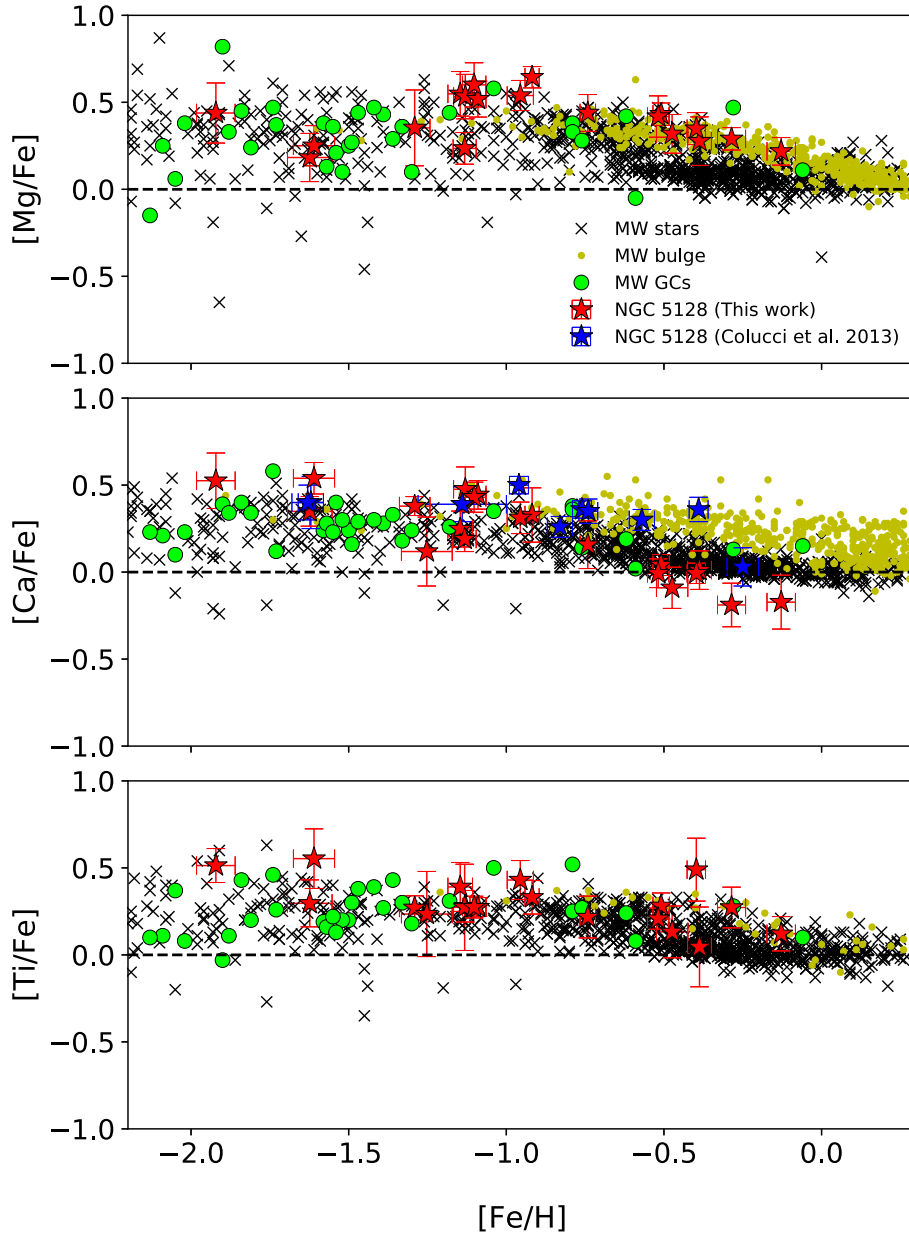 1.0
0.5
0.0
−0.5
−1.0
[Mg/Fe]
MW stars
MW bulge
MW GCs
NGC 5128 (This work)
NGC 5128 (Colucci et al. 2013)
1.0
0.5
0.0
−0.5
−1.0
[Ca/Fe]
1.0
0.5
0.0
−0.5
−1.0
[Ti/Fe]
−2.0 −1.5 −1.0 −0.5 0.0
[Fe/H]